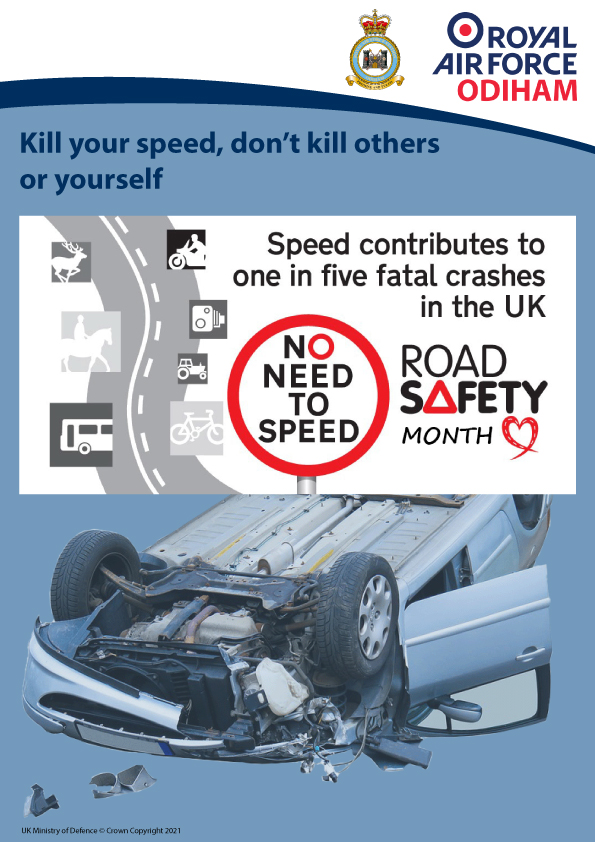 ROYAL
AIR FORCE
ODIHAM
Kill your speed, don't kill others
or yourself
Speed contributes to
one in five fatal crashes
in the UK
NO
NEED
TO
SPEED
ROAD
SAFETY
MONTH
UK Ministry of Defence © Crown Copyright 2021